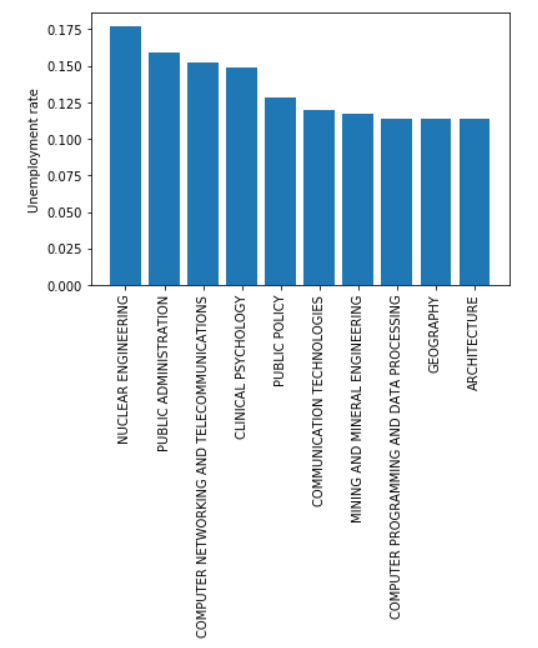 0.175
0.150
0.125
0.100
0.075
0.050
0.025
0.000
Unemployment rate
NUCLEAR ENGINEERING
PUBLIC ADMINISTRATION
COMPUTER NETWORKING AND TELECOMMUNICATIONS
CLINICAL PSYCHOLOGY
PUBLIC POLICY
COMMUNICATION TECHNOLOGIES
MINING AND MINERAL ENGINEERING
COMPUTER PROGRAMMING AND DATA PROCESSING
GEOGRAPHY
ARCHITECTURE